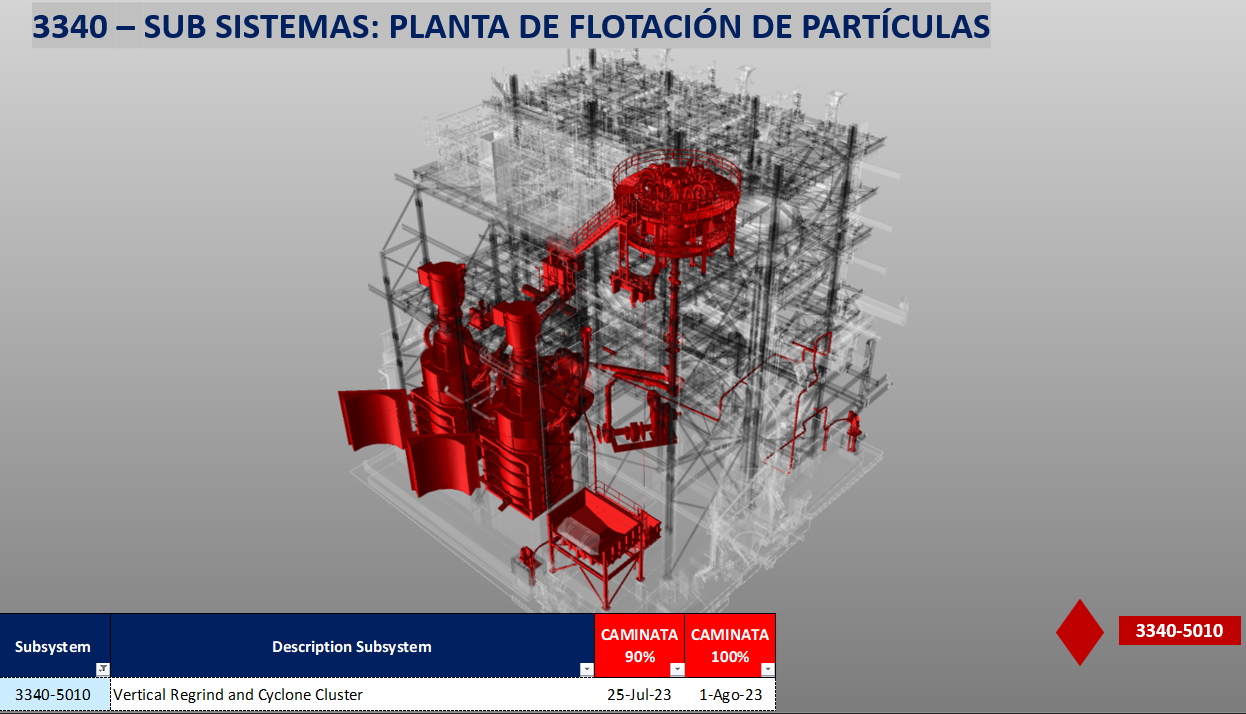 3340 – SUB SISTEMAS: PLANTA DE FLOTACIÓN DE PARTÍCULAS
Subsystem
Description Subsystem
CAMINATA
90%
CAMINATA
100%
3340-5010
Vertical Regrind and Cyclone Cluster
25-Jul-23
1-Ago-23
3340-5010